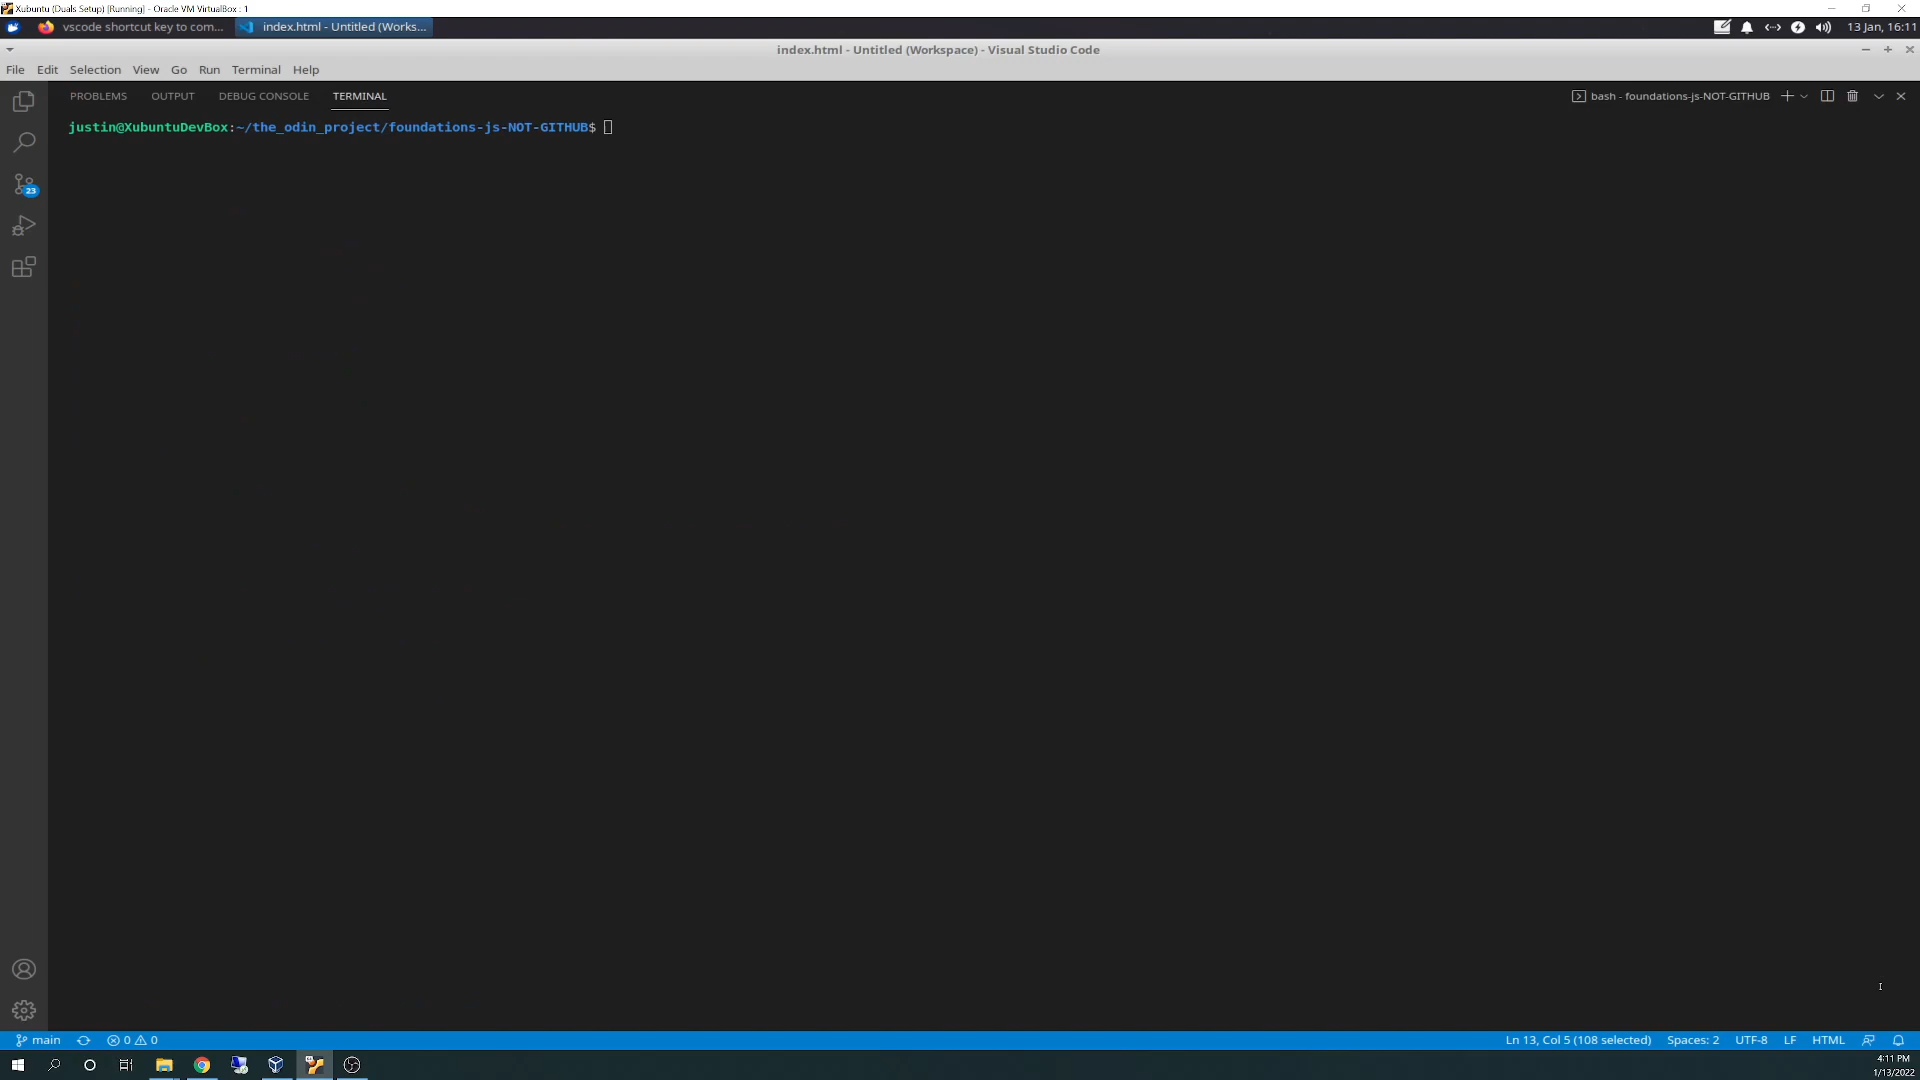 Xubuntu (Duals Setup) [Running] - Oracle VM VirtualBox : 1
vscode shortcut key to com... index.html - Untitled (Works... 13 Jan, 16:11
index.html - Untitled (Workspace) - Visual Studio Code
File Edit Selection View Go Run Terminal Help
PROBLEMS OUTPUT DEBUG CONSOLE TERMINAL bash - foundations-js-NOT-GITHUB
justin@XubuntuDevBox:~/the_odin_project/foundations-js-NOT-GITHUB$
23
main 0 0 Ln 13, Col 5 (108 selected) Spaces: 2 UTF-8 LF HTML
4:11 PM
1/13/2022